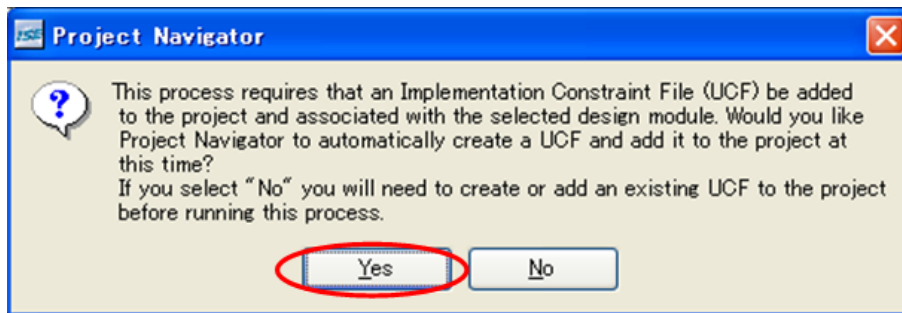 ISE Project Navigator
This process requires that an Implementation Constraint File (UCF) be added
to the project and associated with the selected design module. Would you like
Project Navigator to automatically create a UCF and add it to the project at
this time?
If you select "No" you will need to create or add an existing UCF to the project
before running this process.
Yes No